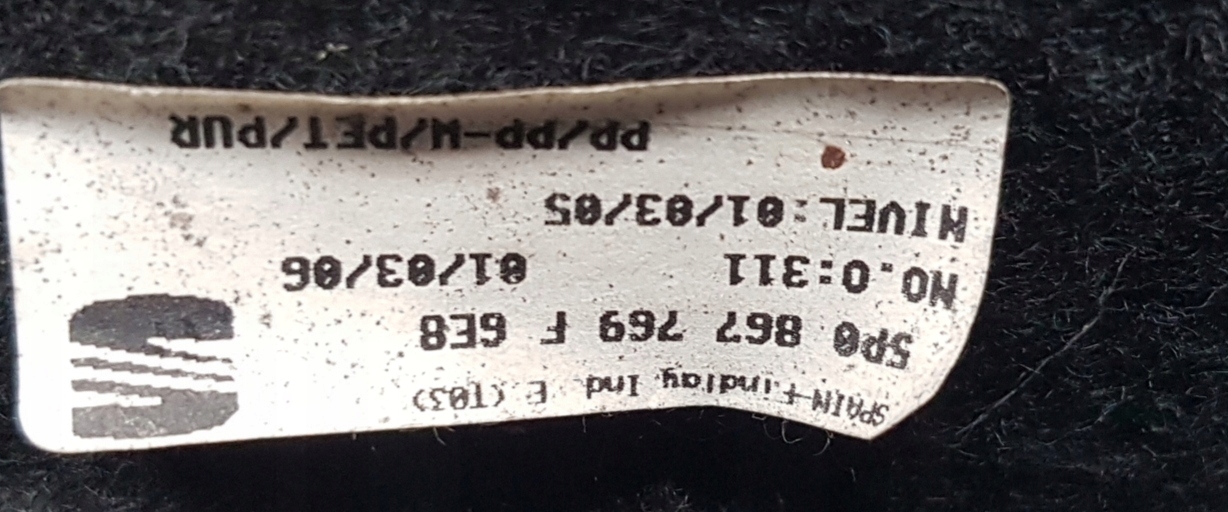 SPAIN-Findlay Ind E (T03)
5P0 867 769 F 6E8
NO.O:311 01/03/06
NIVEL:01/03/05
PP/PP-W/PET/PUR